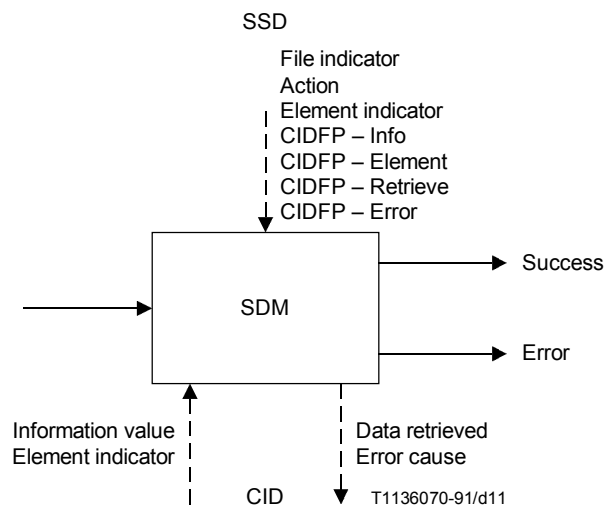 SSD
File indicator
Action
Element indicator
CIDFP – Info
CIDFP – Element
CIDFP – Retrieve
CIDFP – Error
SDM
Success
Error
Information value
Element indicator
Data retrieved
Error cause
CID
T1136070-91/d11